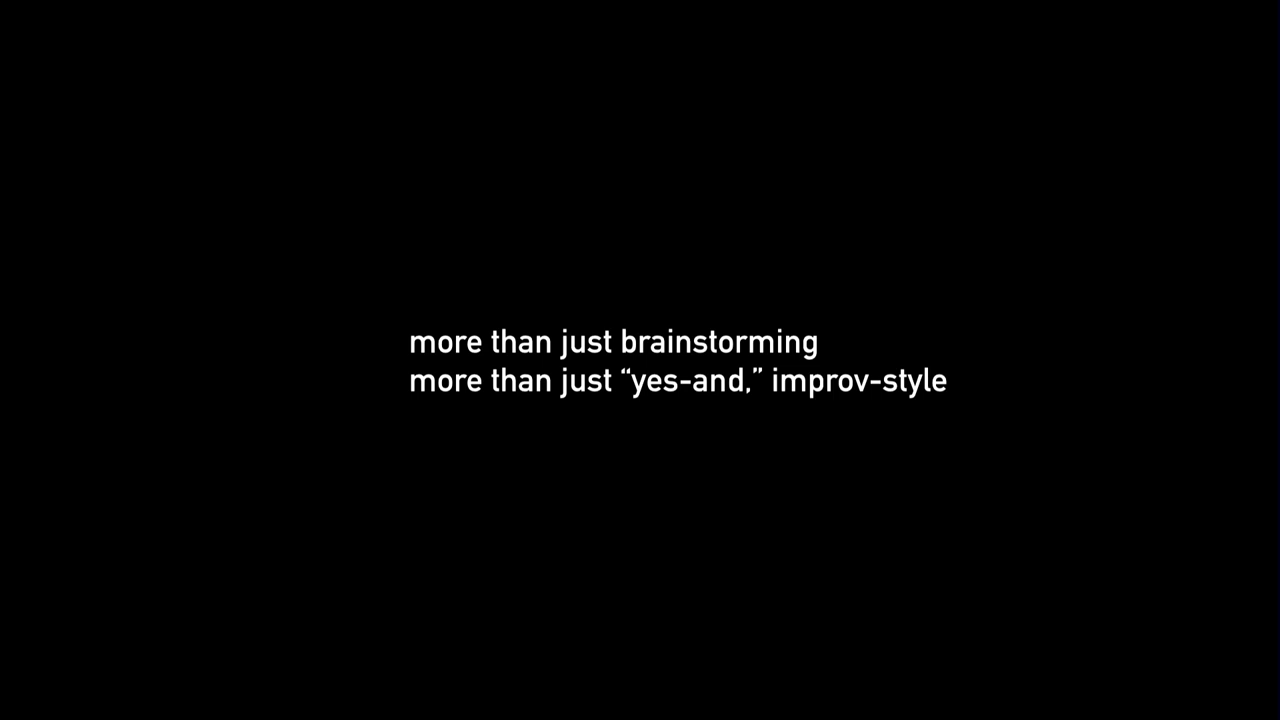 more than just brainstorming
more than just “yes-and,” improv-style